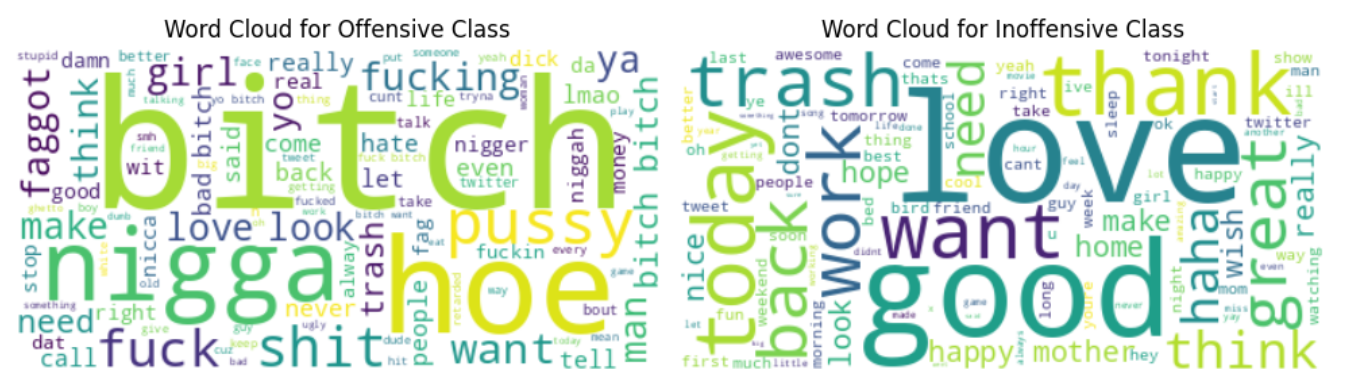 Word Cloud for Offensive Class
stupid damn better girl face really fucking put someone yeah dick da ya
faggot think much talking yo bitch yo real thing cunt life tryna woman lmao
bitch
smh friend wit bad bitch big said come tweet back getting hate fuck bitch let talk nigger even twitter niggah money play bitch bitch
good boy ghetto dumb fucked work oh bitch want take pussy
make love look trash fag eat fuckin every
stop nigga nicca old white alway never people retarded hoe way game man
something need right give guy ugly bout
dat call fuck cuz keep bad shit dude hit want today mean tell
Word Cloud for Inoffensive Class
last awesome come thats need yeah movie tonight thank show man
trash ye something song right ive ill bad
better year oh getting yet dont tomorrow life done school take sleep ok twitter another
today back work thing best hope love cant hour feel lot great really
people cool day girl happy
tweet bed bird friend want guy week make
nice soon didnt home haha wish way
weekend working good game long youre never night mom even watching
let fun morning look made x always miss yay
first much little big happy mother hey think